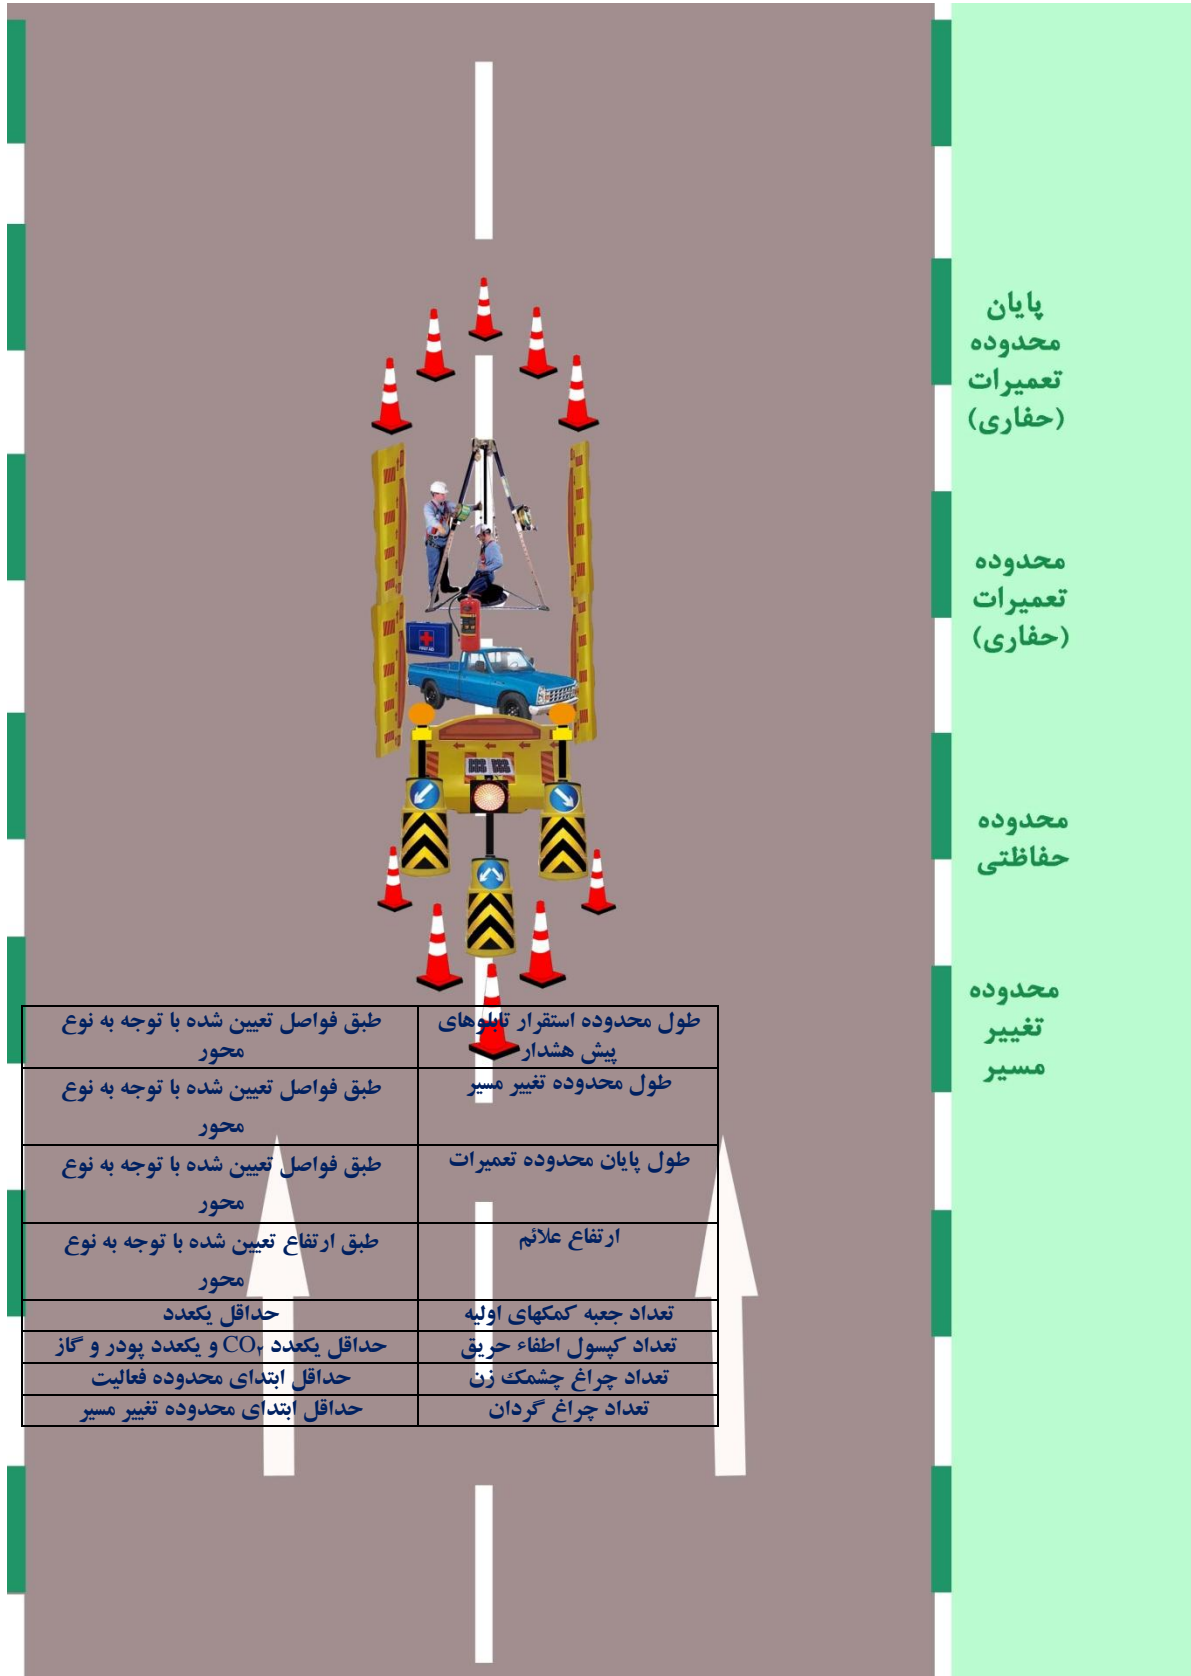 پایان
محدوده
تعمیرات
(حفاری)
محدوده
تعمیرات
(حفاری)
محدوده
حفاظتی
محدوده
تغییر
مسیر
طول محدوده استقرار تابلوهای
پیش هشدار
طبق فواصل تعیین شده با توجه به نوع
محور
طول محدوده تغییر مسیر
طبق فواصل تعیین شده با توجه به نوع
محور
طول پایان محدوده تعمیرات
طبق فواصل تعیین شده با توجه به نوع
محور
ارتفاع علائم
طبق ارتفاع تعیین شده با توجه به نوع
محور
تعداد جعبه کمکهای اولیه
حداقل یکعدد
تعداد کپسول اطفاء حریق
حداقل یکعدد CO۲ و یکعدد پودر و گاز
تعداد چراغ چشمک زن
حداقل ابتدای محدوده فعالیت
تعداد چراغ گردان
حداقل ابتدای محدوده تغییر مسیر